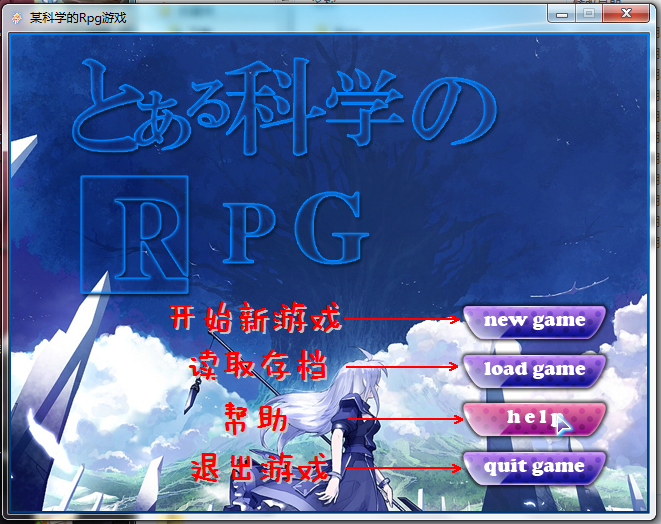 某科学的Rpg游戏
とある科学の
RPG
开始新游戏
new game
读取存档
load game
帮助
help
退出游戏
quit game